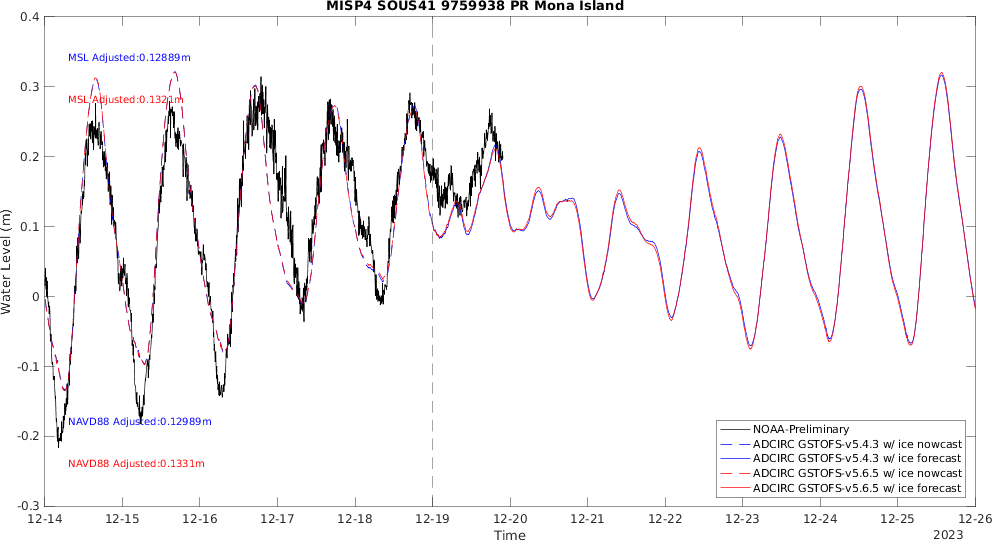 MISP4 SOUS41 9759938 PR Mona Island
0.4
0.3
0.2
0.1
0
-0.1
-0.2
-0.3
Water Level (m)
MSL Adjusted:0.12889m
MSL Adjusted:0.1321m
NAVD88 Adjusted:0.12989m
NAVD88 Adjusted:0.1331m
NOAA-Preliminary
ADCIRC GSTOFS-v5.4.3 w/ ice nowcast
ADCIRC GSTOFS-v5.4.3 w/ ice forecast
ADCIRC GSTOFS-v5.6.5 w/ ice nowcast
ADCIRC GSTOFS-v5.6.5 w/ ice forecast
12-14 12-15 12-16 12-17 12-18 12-19 12-20 12-21 12-22 12-23 12-24 12-25 12-26
Time
2023